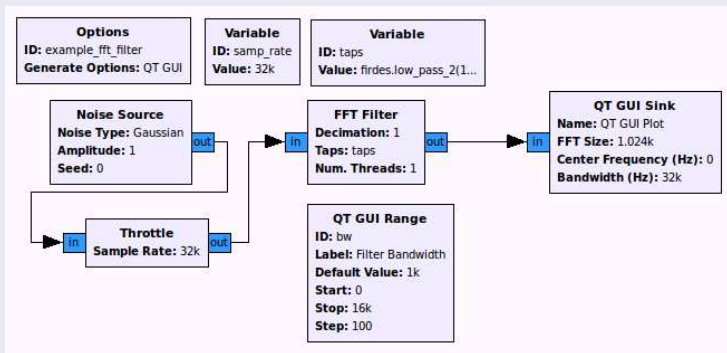 Options
ID: example_fft_filter
Generate Options: QT GUI
Variable
ID: samp_rate
Value: 32k
Variable
ID: taps
Value: firdes.low_pass_2(1...
Noise Source
Noise Type: Gaussian
Amplitude: 1
Seed: 0
out
in
FFT Filter
Decimation: 1
Taps: taps
Num. Threads: 1
out
in
QT GUI Sink
Name: QT GUI Plot
FFT Size: 1.024k
Center Frequency (Hz): 0
Bandwidth (Hz): 32k
in
Throttle
Sample Rate: 32k
out
QT GUI Range
ID: bw
Label: Filter Bandwidth
Default Value: 1k
Start: 0
Stop: 16k
Step: 100